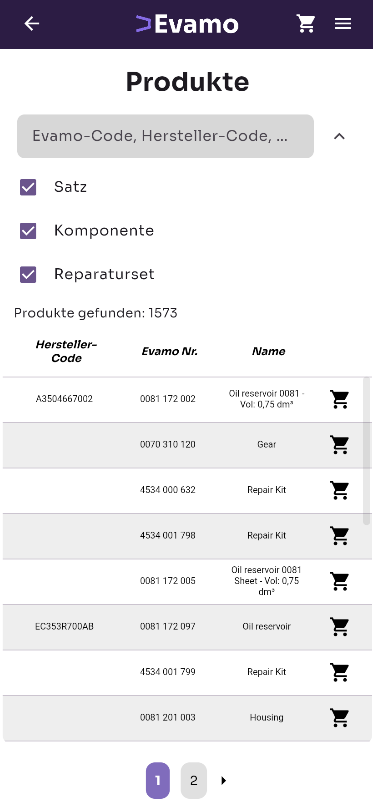 Evamo
Produkte
Evamo-Code, Hersteller-Code, ...
Satz
Komponente
Reparaturset
Produkte gefunden: 1573
Hersteller-
Code
Evamo Nr.
Name
A3504667002
0081 172 002
Oil reservoir 0081 -
Vol: 0,75 dm³
0070 310 120
Gear
4534 000 632
Repair Kit
4534 001 798
Repair Kit
0081 172 005
Oil reservoir 0081
Sheet - Vol: 0,75
dm³
EC353R700AB
0081 172 097
Oil reservoir
4534 001 799
Repair Kit
0081 201 003
Housing
1
2